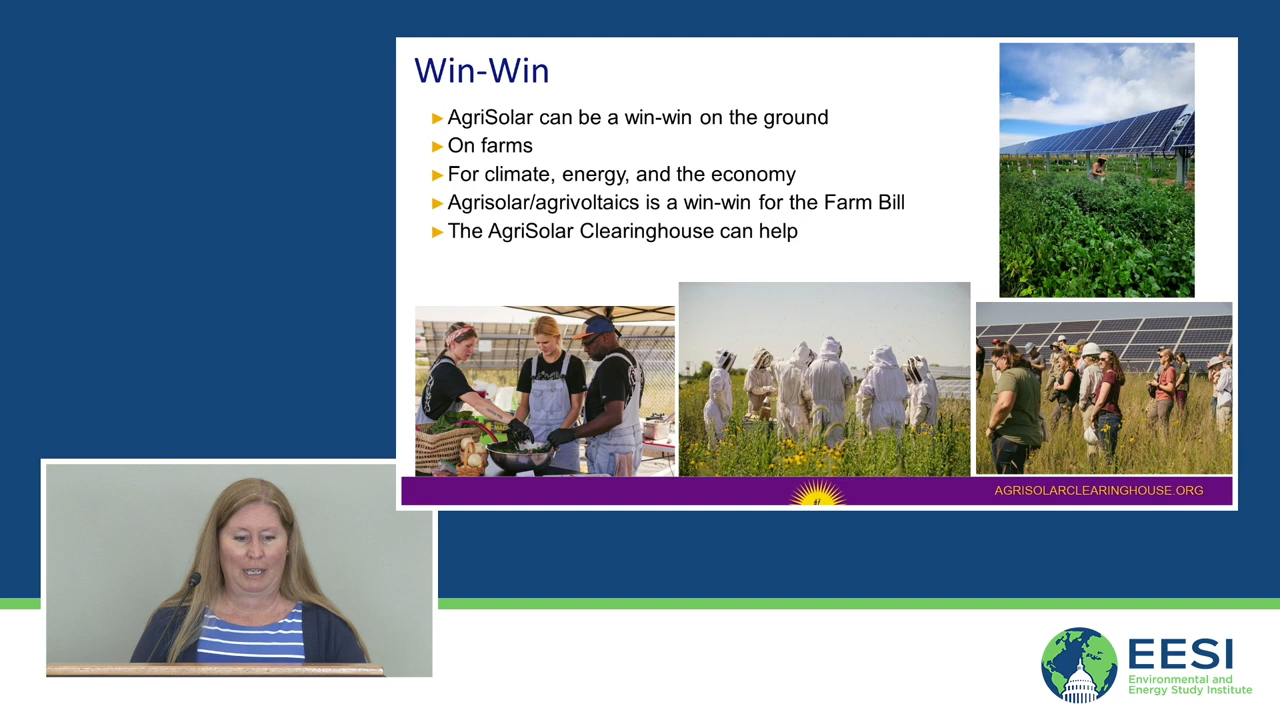 Win-Win
►AgriSolar can be a win-win on the ground
►On farms
►For climate, energy, and the economy
►Agrisolar/agrivoltaics is a win-win for the Farm Bill
►The AgriSolar Clearinghouse can help
AGRISOLARCLEARINGHOUSE.ORG
EESI
Environmental and
Energy Study Institute